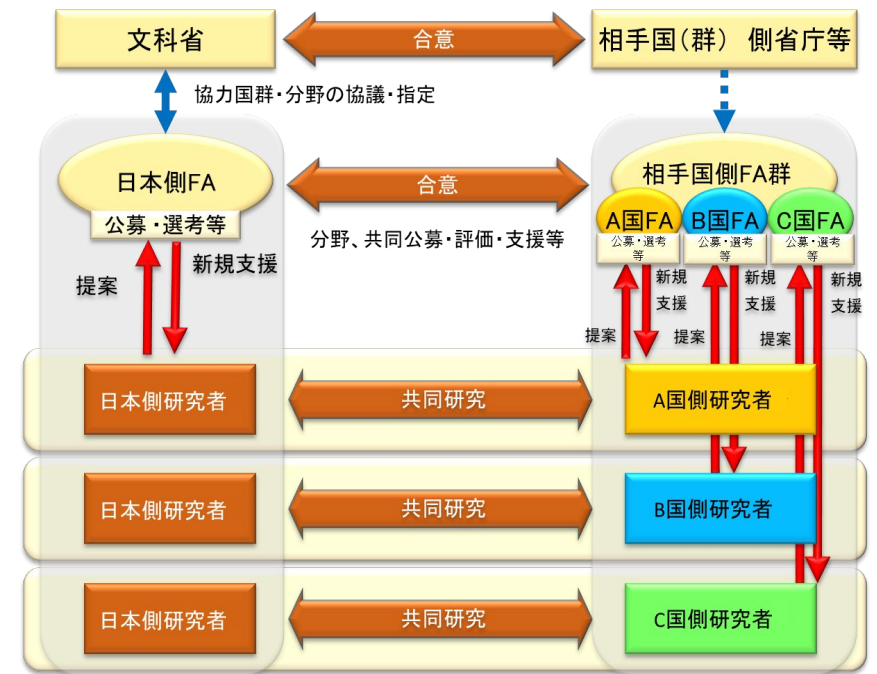 文科省
合意
相手国(群) 側省庁等
協力国群・分野の協議・指定
日本側FA
公募・選考等
合意
相手国側FA群
A国FA
B国FA
C国FA
公募・選考
等
公募・選考
等
公募・選考
等
分野、共同公募・評価・支援等
提案
新規支援
提案
新規
支援
提案
新規
支援
提案
新規
支援
日本側研究者
共同研究
A国側研究者
日本側研究者
共同研究
B国側研究者
日本側研究者
共同研究
C国側研究者